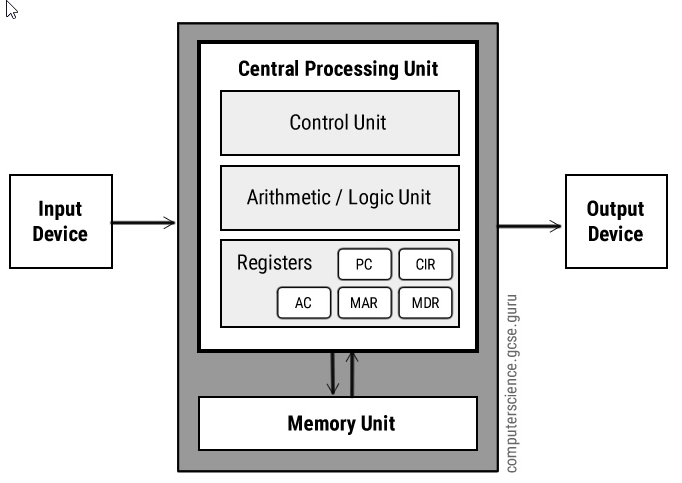 Central Processing Unit
Control Unit
Arithmetic / Logic Unit
Registers
PC
CIR
AC
MAR
MDR
Input
Device
Output
Device
Memory Unit
computerscience.gcse.guru